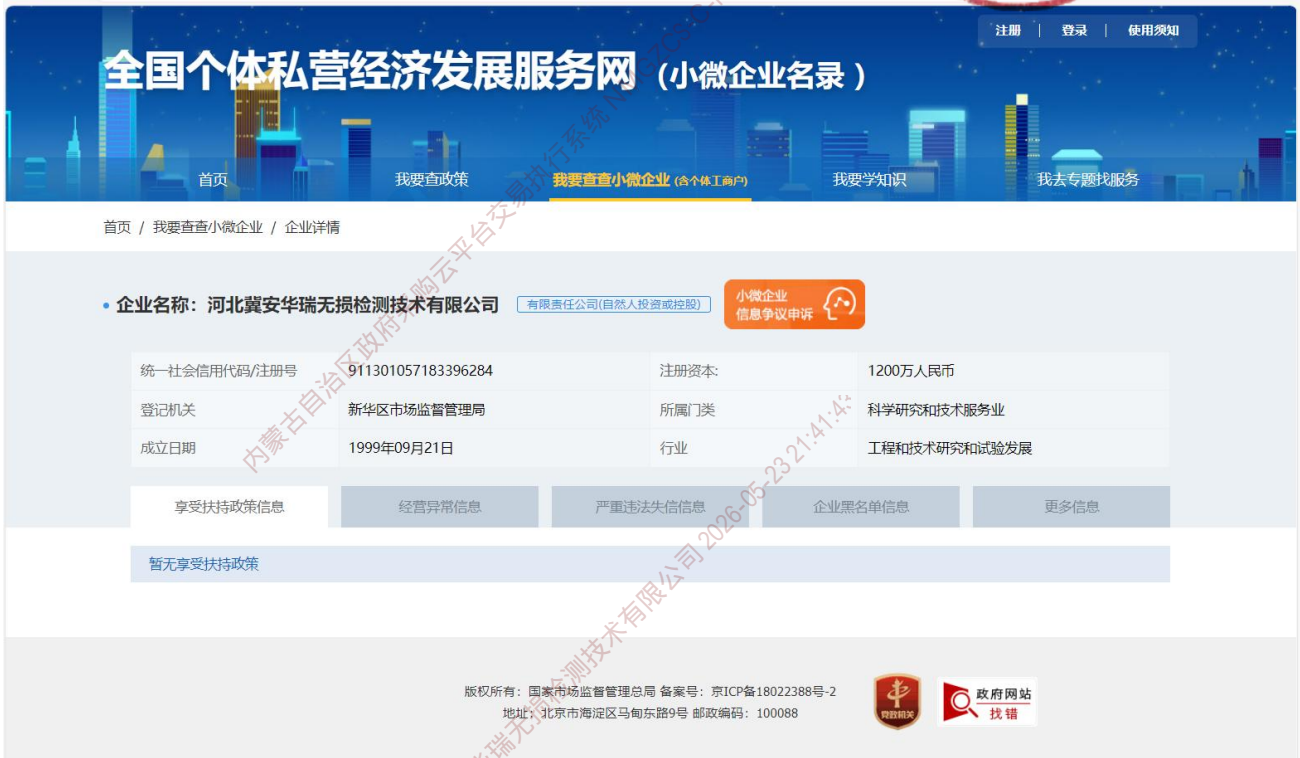 注册 | 登录 | 使用须知
全国个体私营经济发展服务网 (小微企业名录)
首页 我要查政策 我要查查小微企业 (含个体工商户) 我要学知识 我去专题找服务
首页 / 我要查查小微企业 / 企业详情
企业名称：河北冀安华瑞无损检测技术有限公司 有限责任公司(自然人投资或控股) 小微企业
信息争议申诉
统一社会信用代码/注册号 911301057183396284 注册资本: 1200万人民币
登记机关 新华区市场监督管理局 所属门类 科学研究和技术服务业
成立日期 1999年09月21日 行业 工程和技术研究和试验发展
享受扶持政策信息 经营异常信息 严重违法失信信息 企业黑名单信息 更多信息
暂无享受扶持政策
版权所有：国家市场监督管理总局 备案号：京ICP备18022388号-2
地址：北京市海淀区马甸东路9号 邮政编码：100088
党政机关
政府网站
找错
内蒙古自治区政府采购云平台交易执行系统
华瑞无损检测技术有限公司 2026-05-23 21:41:43